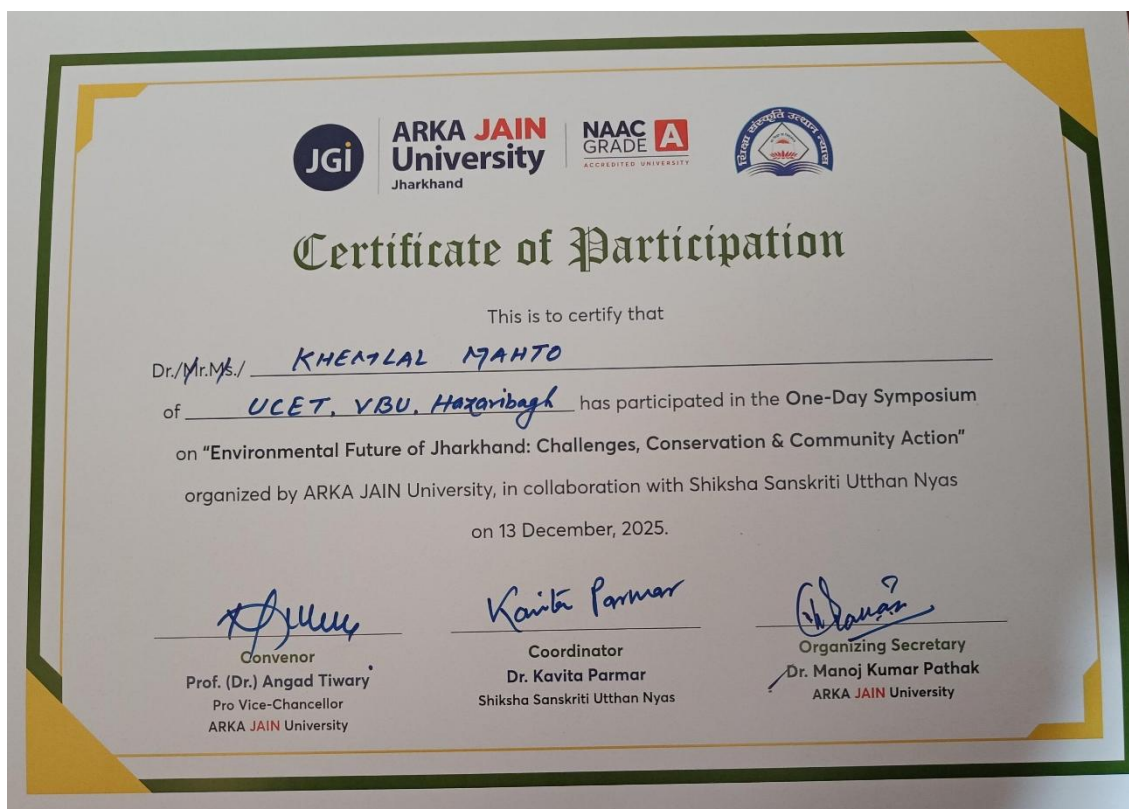 JGi
ARKA JAIN
University
Jharkhand
NAAC
GRADE A
ACCREDITED UNIVERSITY
शिक्षा संस्कृति उत्थान न्यास
Certificate of Participation
This is to certify that
Dr./Mr.Ms./ KHEMLAL MAHTO
of UCET, VBU, Hazaribagh has participated in the One-Day Symposium
on "Environmental Future of Jharkhand: Challenges, Conservation & Community Action"
organized by ARKA JAIN University, in collaboration with Shiksha Sanskriti Utthan Nyas
on 13 December, 2025.
Kavita Parmar
Convenor
Prof. (Dr.) Angad Tiwary
Pro Vice-Chancellor
ARKA JAIN University
Coordinator
Dr. Kavita Parmar
Shiksha Sanskriti Utthan Nyas
Organizing Secretary
Dr. Manoj Kumar Pathak
ARKA JAIN University